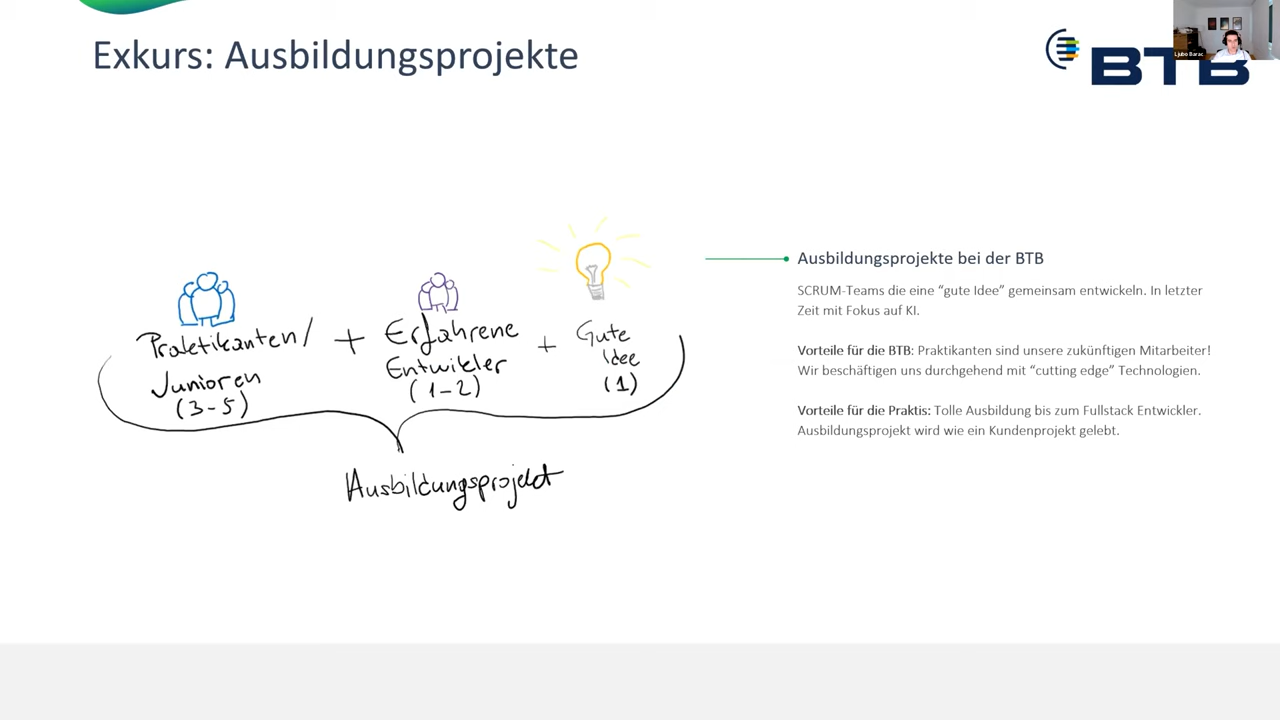 Exkurs: Ausbildungsprojekte
BTB
Ljubo Barac
Praktikanten/
Junioren
(3-5)
+
Erfahrene
Entwikler
(1-2)
+
Gute
Idee
(1)
Ausbildungsprojekt
Ausbildungsprojekte bei der BTB
SCRUM-Teams die eine “gute Idee” gemeinsam entwickeln. In letzter
Zeit mit Fokus auf KI.
Vorteile für die BTB: Praktikanten sind unsere zukünftigen Mitarbeiter!
Wir beschäftigen uns durchgehend mit “cutting edge” Technologien.
Vorteile für die Praktis: Tolle Ausbildung bis zum Fullstack Entwickler.
Ausbildungsprojekt wird wie ein Kundenprojekt gelebt.